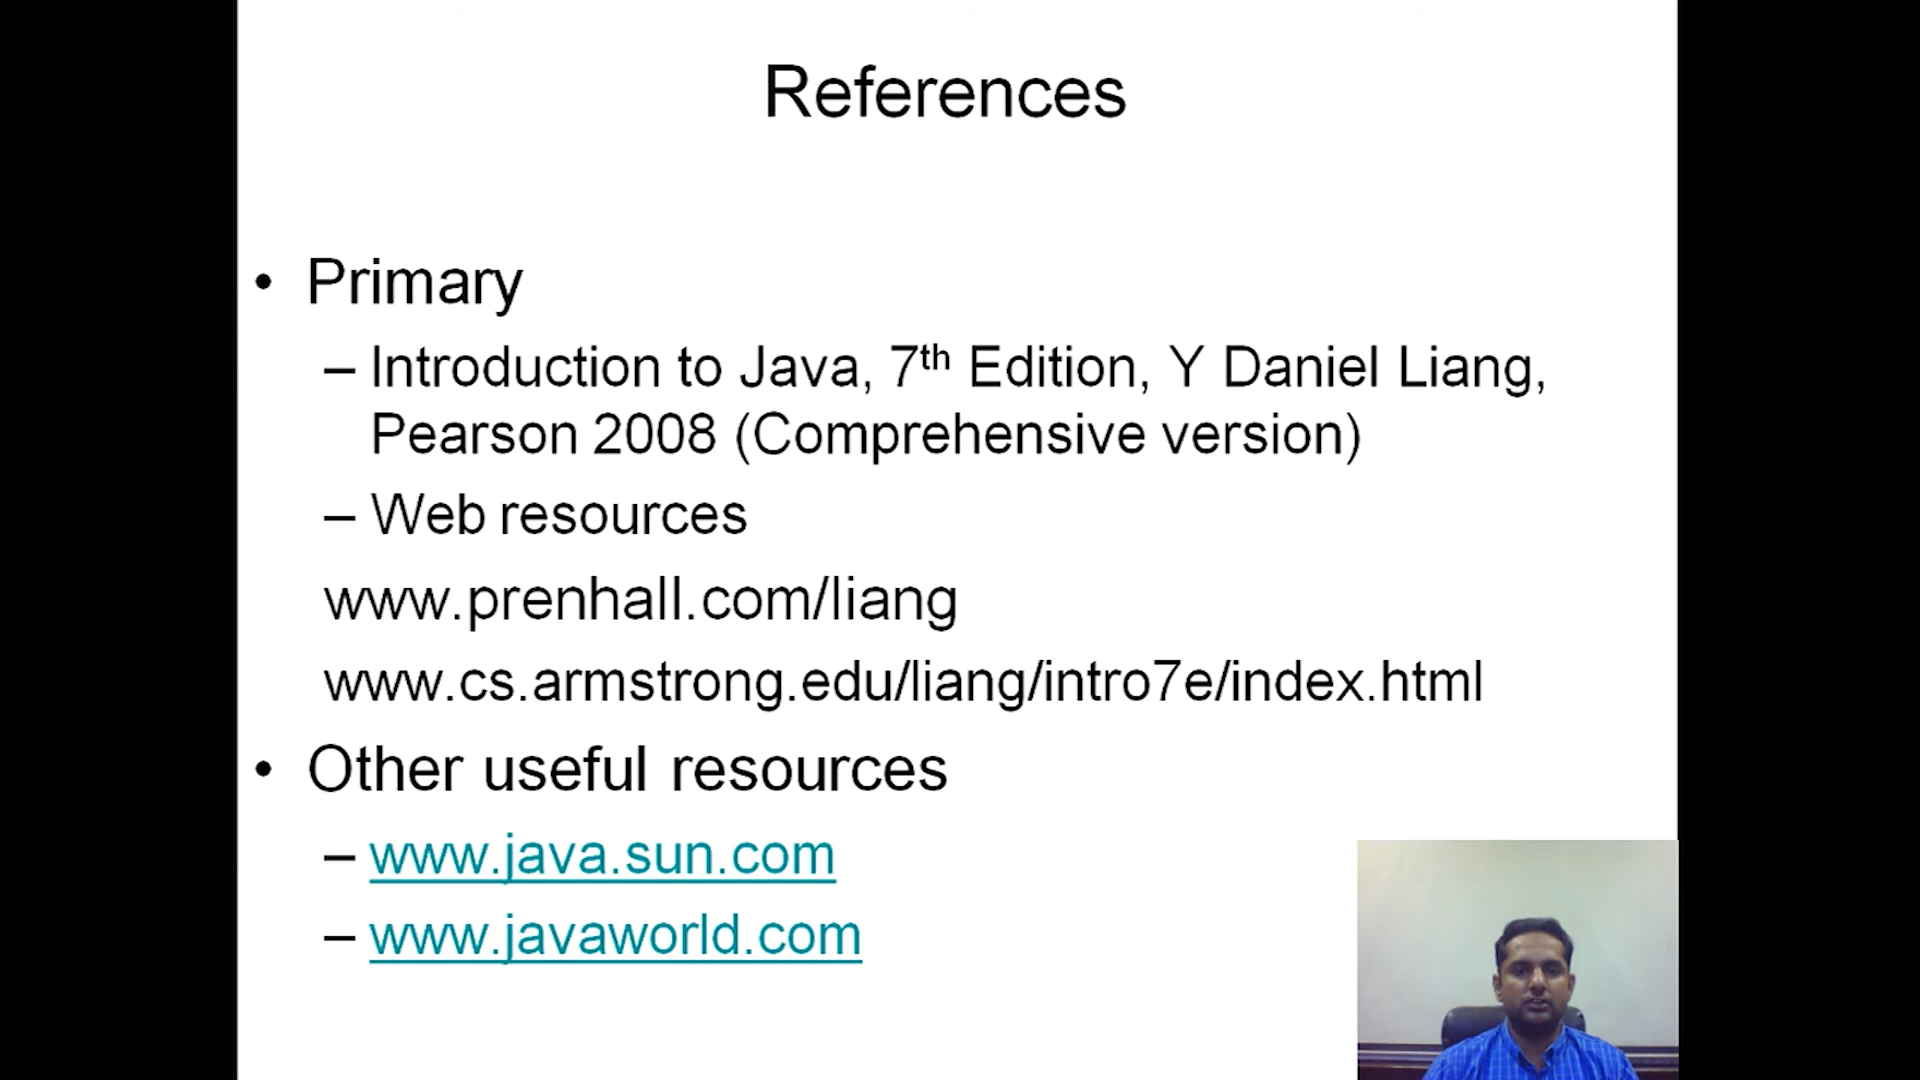 References
• Primary
– Introduction to Java, 7th Edition, Y Daniel Liang,
Pearson 2008 (Comprehensive version)
– Web resources
www.prenhall.com/liang
www.cs.armstrong.edu/liang/intro7e/index.html
• Other useful resources
– www.java.sun.com
– www.javaworld.com